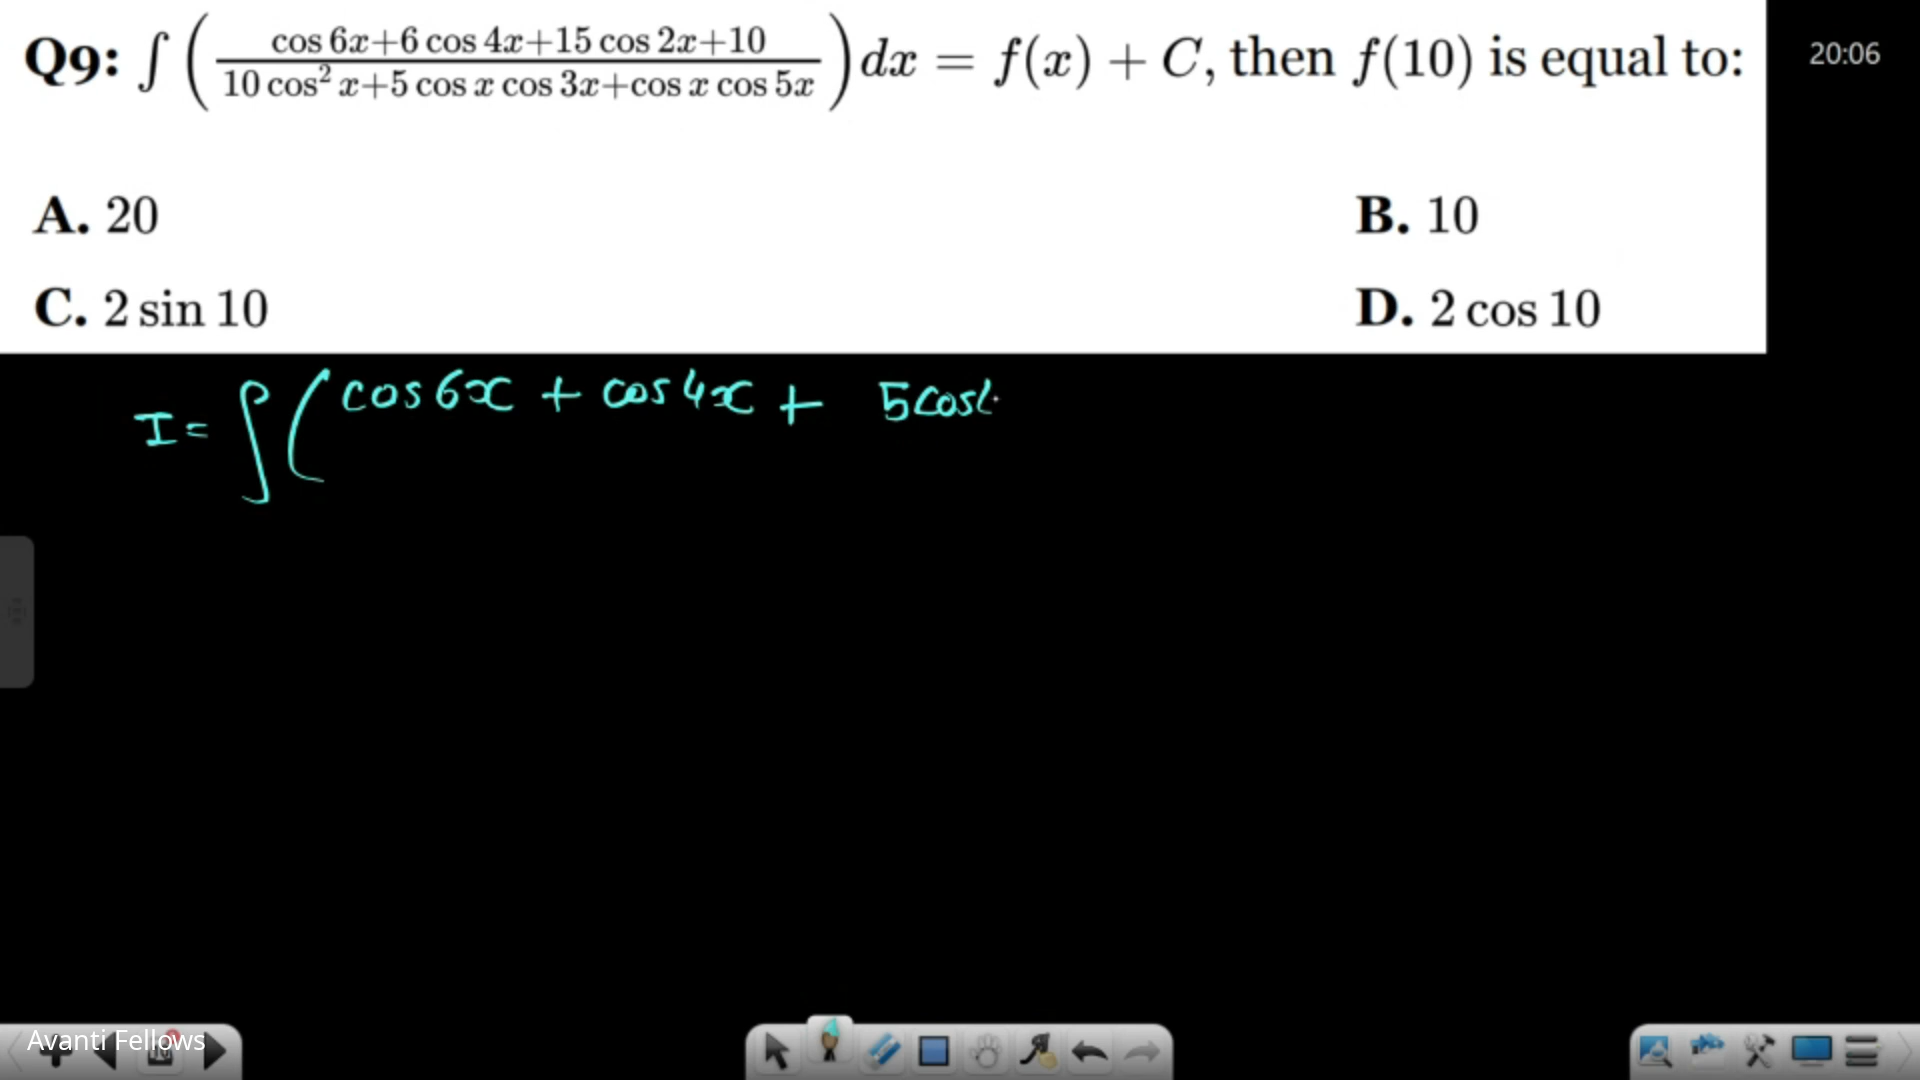 Q9: ∫ ( (cos 6x+6 cos 4x+15 cos 2x+10) / (10 cos² x+5 cos x cos 3x+cos x cos 5x) ) dx = f(x) + C, then f(10) is equal to:
20:06
A. 20
B. 10
C. 2 sin 10
D. 2 cos 10
I = ∫ ( cos 6x + cos 4x + 5 cos
Avanti Fellows